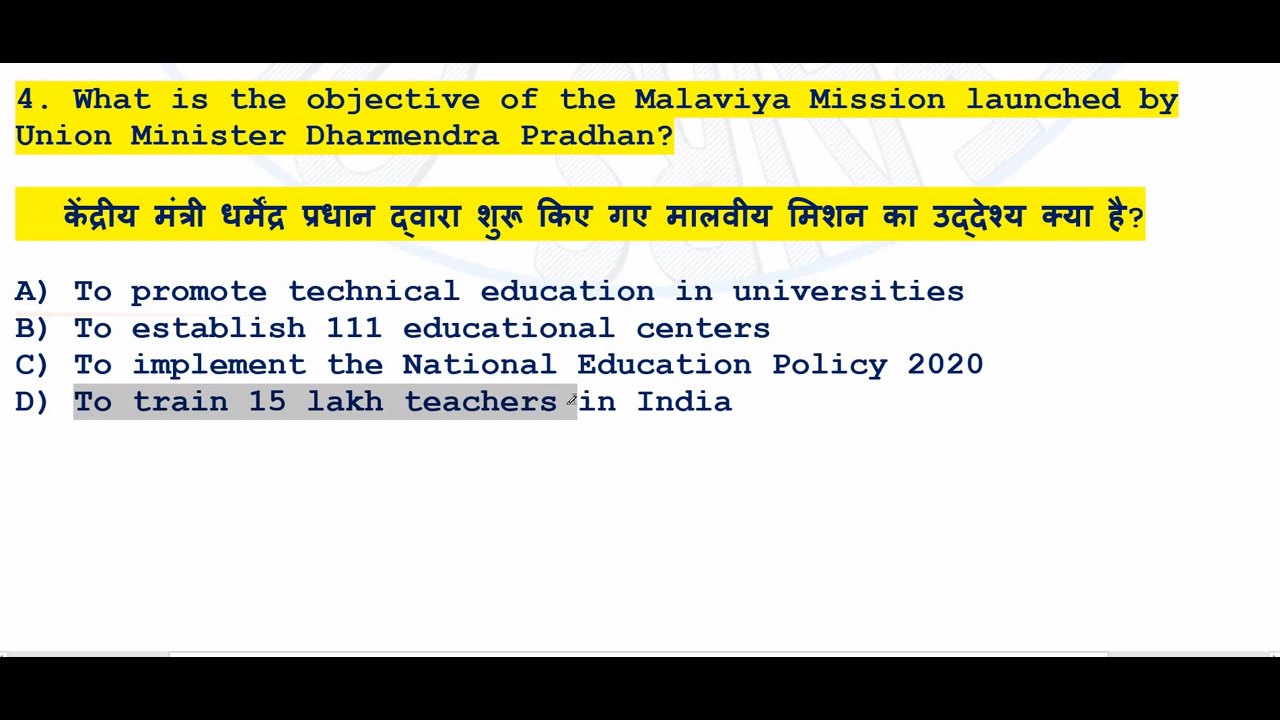 4. What is the objective of the Malaviya Mission launched by
Union Minister Dharmendra Pradhan?
केंद्रीय मंत्री धर्मेंद्र प्रधान द्वारा शुरू किए गए मालवीय मिशन का उद्देश्य क्या है?
A) To promote technical education in universities
B) To establish 111 educational centers
C) To implement the National Education Policy 2020
D) To train 15 lakh teachers in India